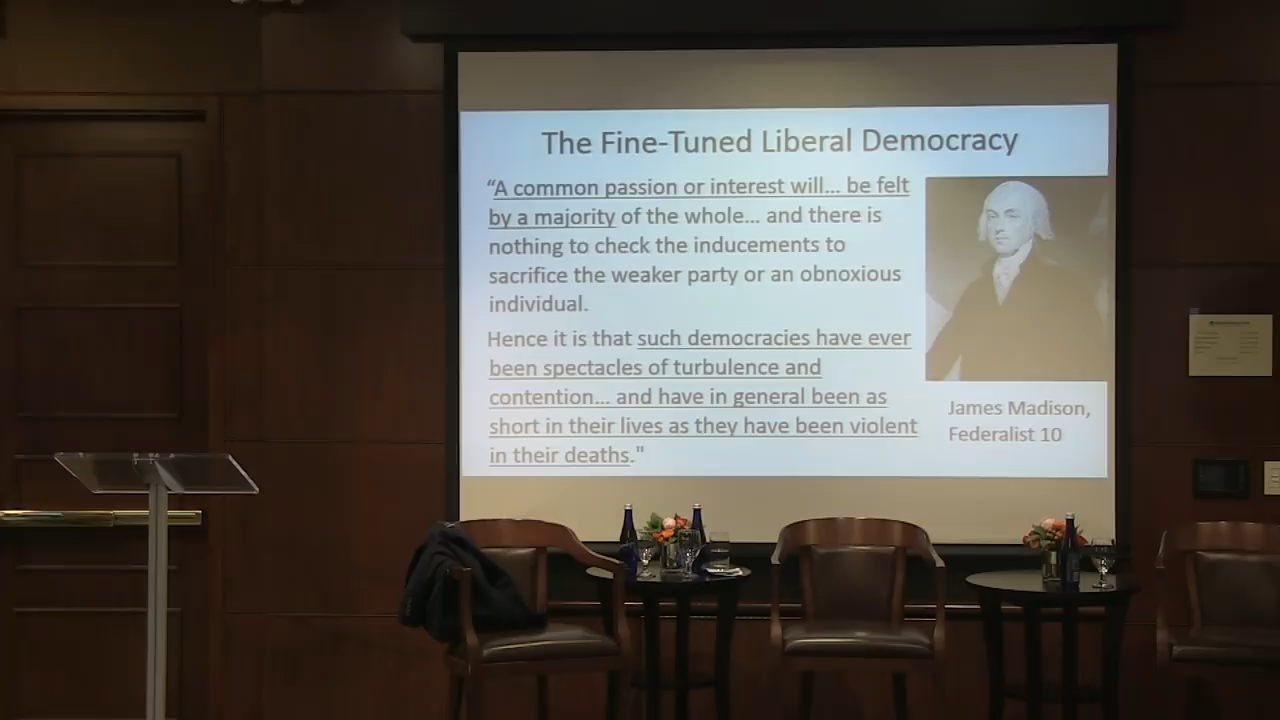 The Fine-Tuned Liberal Democracy
“A common passion or interest will... be felt
by a majority of the whole... and there is
nothing to check the inducements to
sacrifice the weaker party or an obnoxious
individual.
Hence it is that such democracies have ever
been spectacles of turbulence and
contention... and have in general been as
short in their lives as they have been violent
in their deaths."
James Madison,
Federalist 10